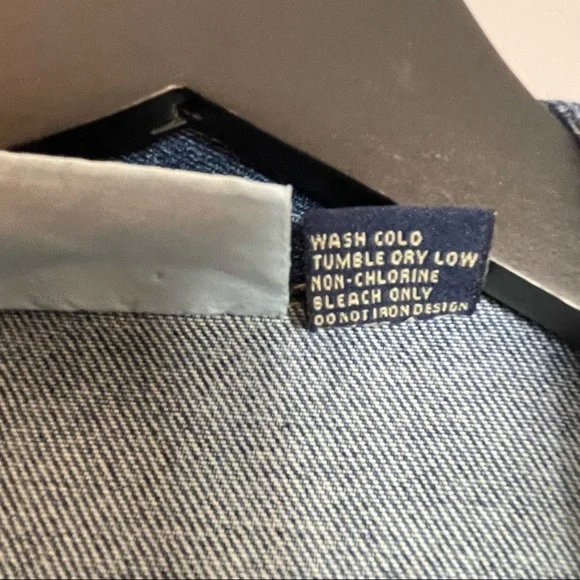 WASH COLD
TUMBLE DRY LOW
NON-CHLORINE
BLEACH ONLY
DO NOT IRON DESIGN